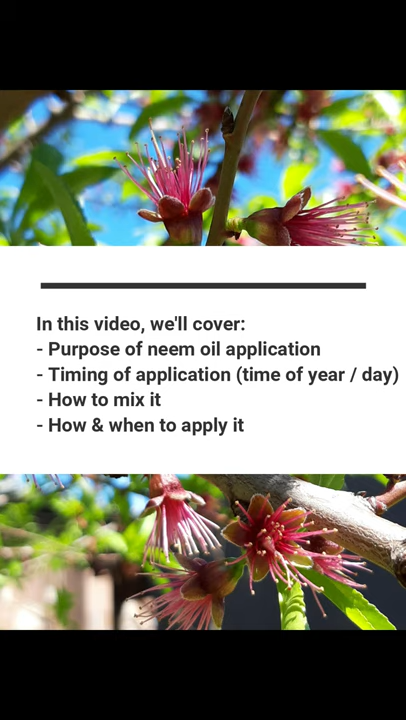 In this video, we'll cover:
- Purpose of neem oil application
- Timing of application (time of year / day)
- How to mix it
- How & when to apply it